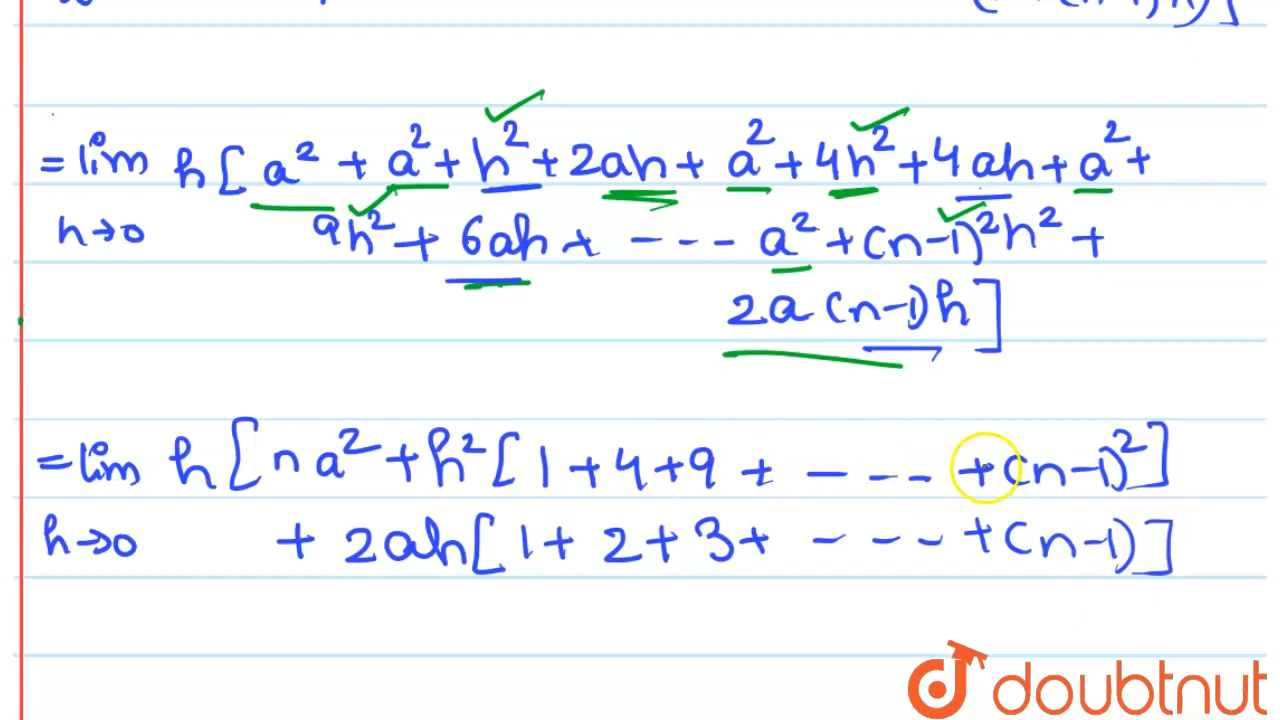 = lim h [ a² + a² + h² + 2ah + a² + 4h² + 4ah + a² +
h→0 9h² + 6ah + - - - - a² + (n-1)²h² +
2a (n-1)h ]
= lim h [ na² + h² [ 1 + 4 + 9 + - - - - + (n-1)² ]
h→0 + 2ah [ 1 + 2 + 3 + - - - - + (n-1) ]
doubtnut